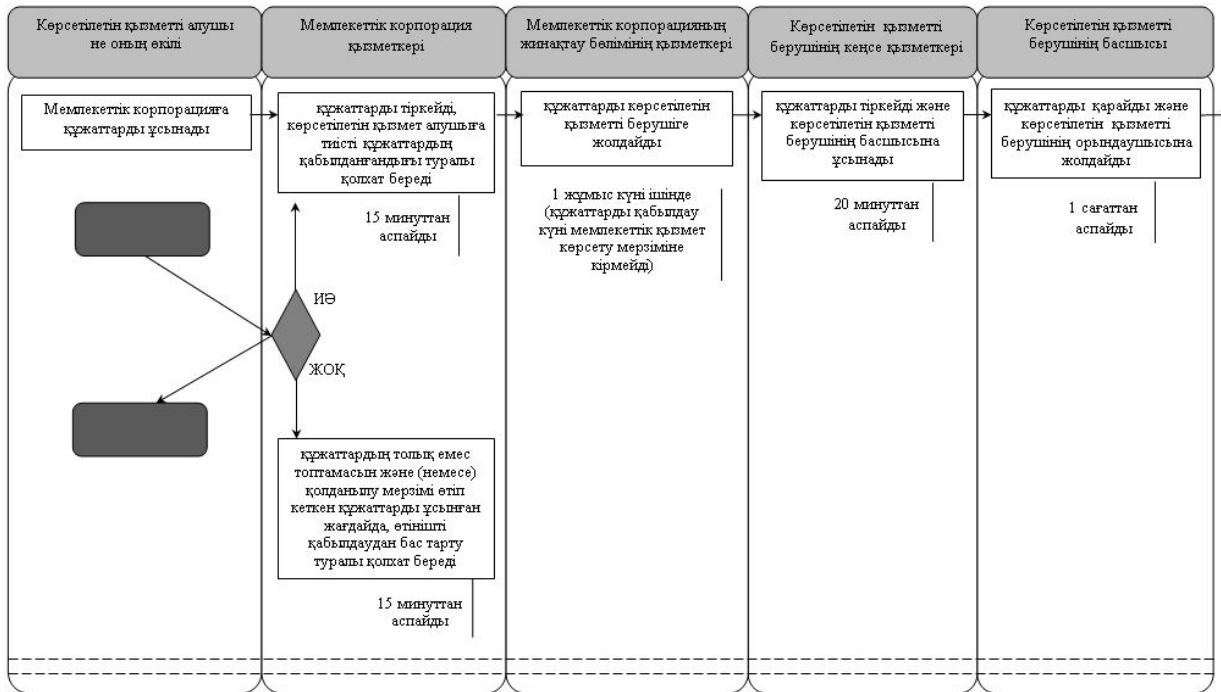 Көрсетілетін қызметті алушы
не оның өкілі
Мемлекеттік корпорация
қызметкері
Мемлекеттік корпорацияның
жинақтау бөлімінің қызметкері
Көрсетілетін қызметті
берушінің кеңсе қызметкері
Көрсетілетін қызметті
берушінің басшысы
Мемлекеттік корпорацияға
құжаттарды ұсынады
құжаттарды тіркейді,
көрсетілетін қызмет алушыға
тиісті құжаттардың
қабылданғандығы туралы
қолхат береді
15 минуттан
аспайды
құжаттарды көрсетілетін
қызметті берушіге
жолдайды
1 жұмыс күні ішінде
(құжаттарды қабылдау
күні мемлекеттік қызмет
көрсету мерзіміне
кірмейді)
құжаттарды тіркейді және
көрсетілетін қызметті
берушінің басшысына
ұсынады
20 минуттан
аспайды
құжаттарды қарайды және
көрсетілетін қызметті
берушінің орындаушысына
жолдайды
1 сағаттан
аспайды
ИӘ
ЖОҚ
құжаттардың толық емес
топтамасын және (немесе)
қолданылу мерзімі өтіп
кеткен құжаттарды ұсынған
жағдайда, өтінішті
қабылдаудан бас тарту
туралы қолхат береді
15 минуттан
аспайды